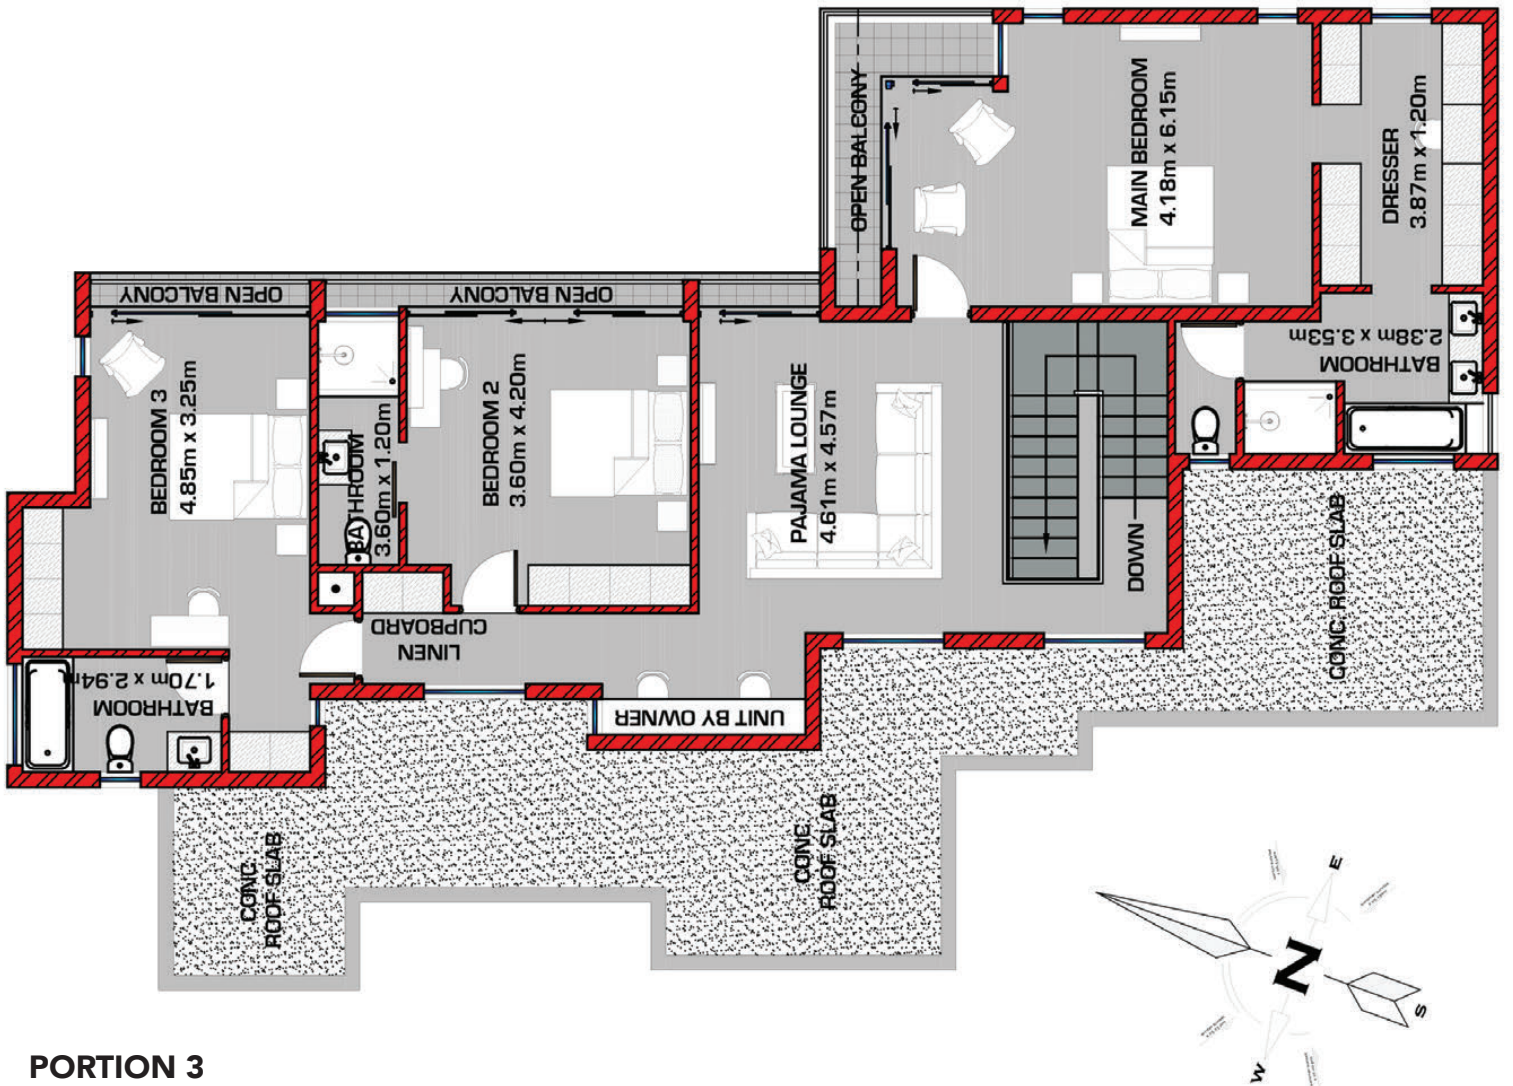 OPEN BALCONY
MAIN BEDROOM
4.18m x 6.15m
DRESSER
3.87m x 1.20m
OPEN BALCONY
OPEN BALCONY
BEDROOM 3
4.85m x 3.25m
BATHROOM
3.60m x 1.20m
BEDROOM 2
3.60m x 4.20m
PAJAMA LOUNGE
4.61m x 4.57m
BATHROOM
2.38m x 3.53m
DOWN
CONC. ROOF SLAB
LINEN
CUPBOARD
BATHROOM
1.70m x 2.94m
UNIT BY OWNER
CONC.
ROOF SLAB
CONC.
ROOF SLAB
E
N
S
W
PORTION 3